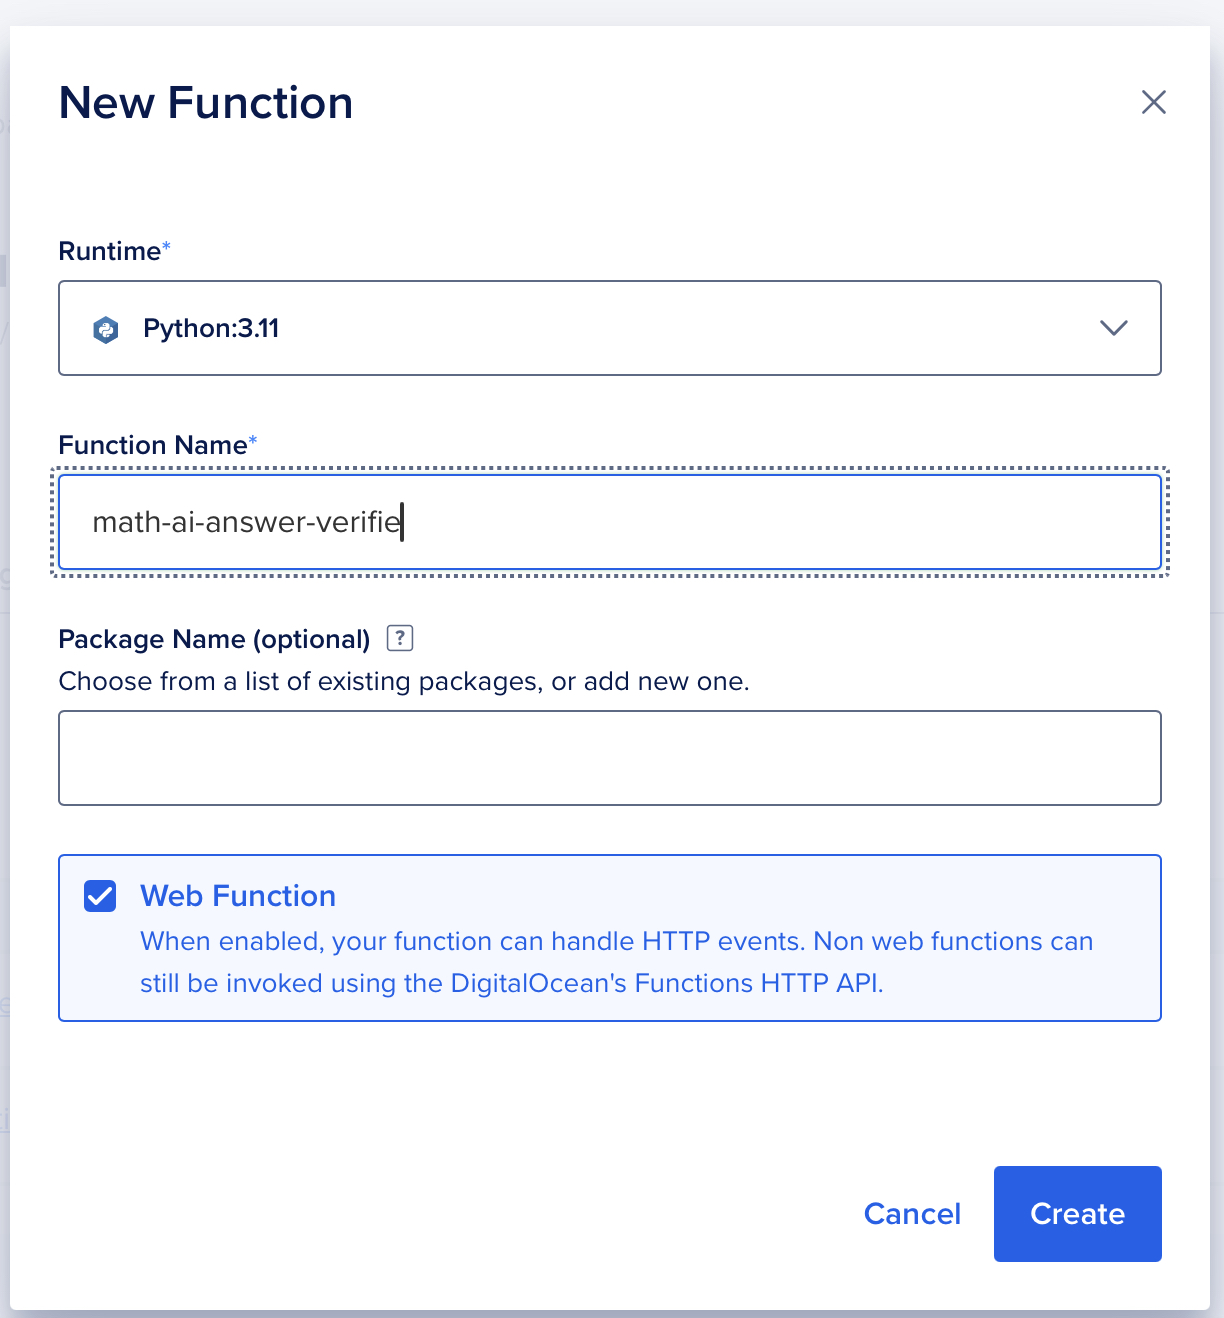 New Function
Runtime*
Python:3.11
Function Name*
math-ai-answer-verifie
Package Name (optional) ?
Choose from a list of existing packages, or add new one.
Web Function
When enabled, your function can handle HTTP events. Non web functions can
still be invoked using the DigitalOcean's Functions HTTP API.
Cancel Create